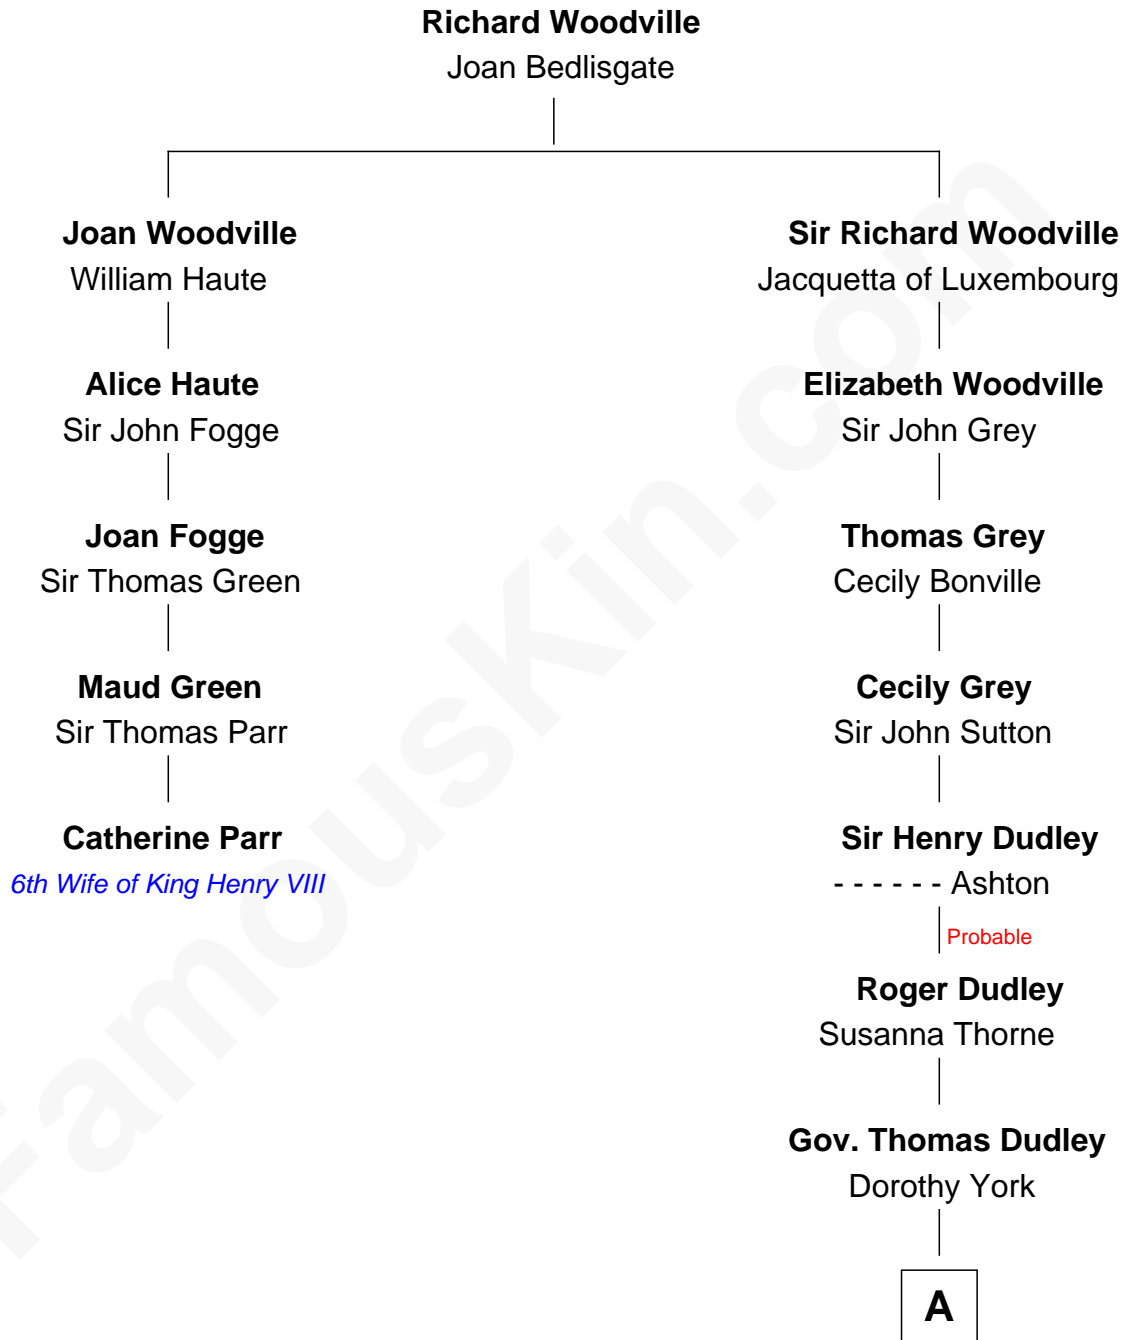 Richard Woodville
Joan Bedlisgate
Joan Woodville
William Haute
Alice Haute
Sir John Fogge
Joan Fogge
Sir Thomas Green
Maud Green
Sir Thomas Parr
Catherine Parr
6th Wife of King Henry VIII
Sir Richard Woodville
Jacquetta of Luxembourg
Elizabeth Woodville
Sir John Grey
Thomas Grey
Cecily Bonville
Cecily Grey
Sir John Sutton
Sir Henry Dudley
- - - - - - Ashton
Probable
Roger Dudley
Susanna Thorne
Gov. Thomas Dudley
Dorothy York
A
FamousKin.com